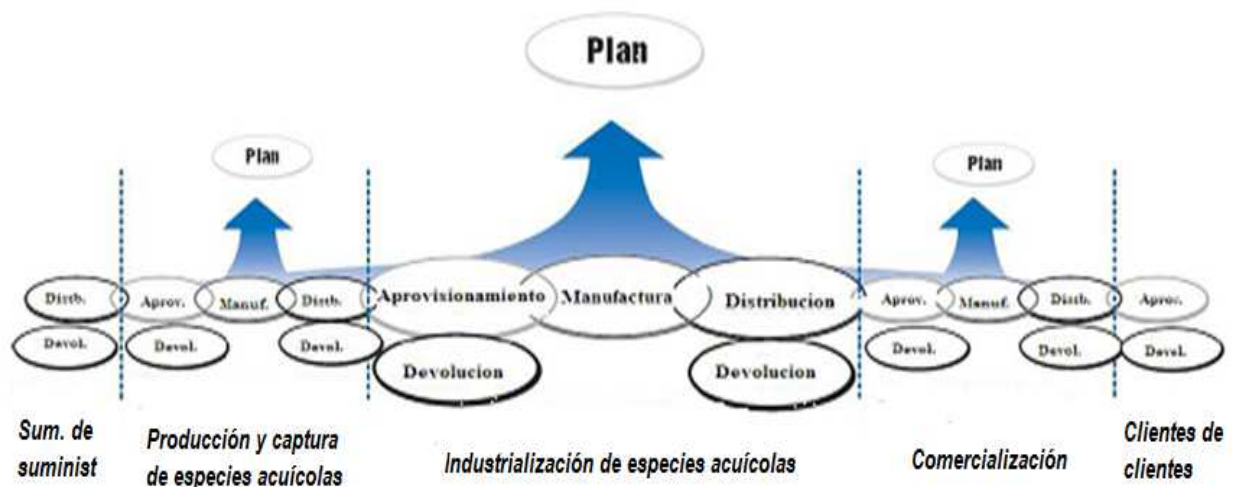 Plan
Plan
Plan
Distb.
Aprov.
Manuf.
Distb.
Aprovisionamiento
Manufactura
Distribucion
Aprov.
Manuf.
Distb.
Aprov.
Devol.
Devol.
Devol.
Devolucion
Devolucion
Devol.
Devol.
Devol.
Sum. de
suminist
Producción y captura
de especies acuícolas
Industrialización de especies acuícolas
Comercialización
Clientes de
clientes